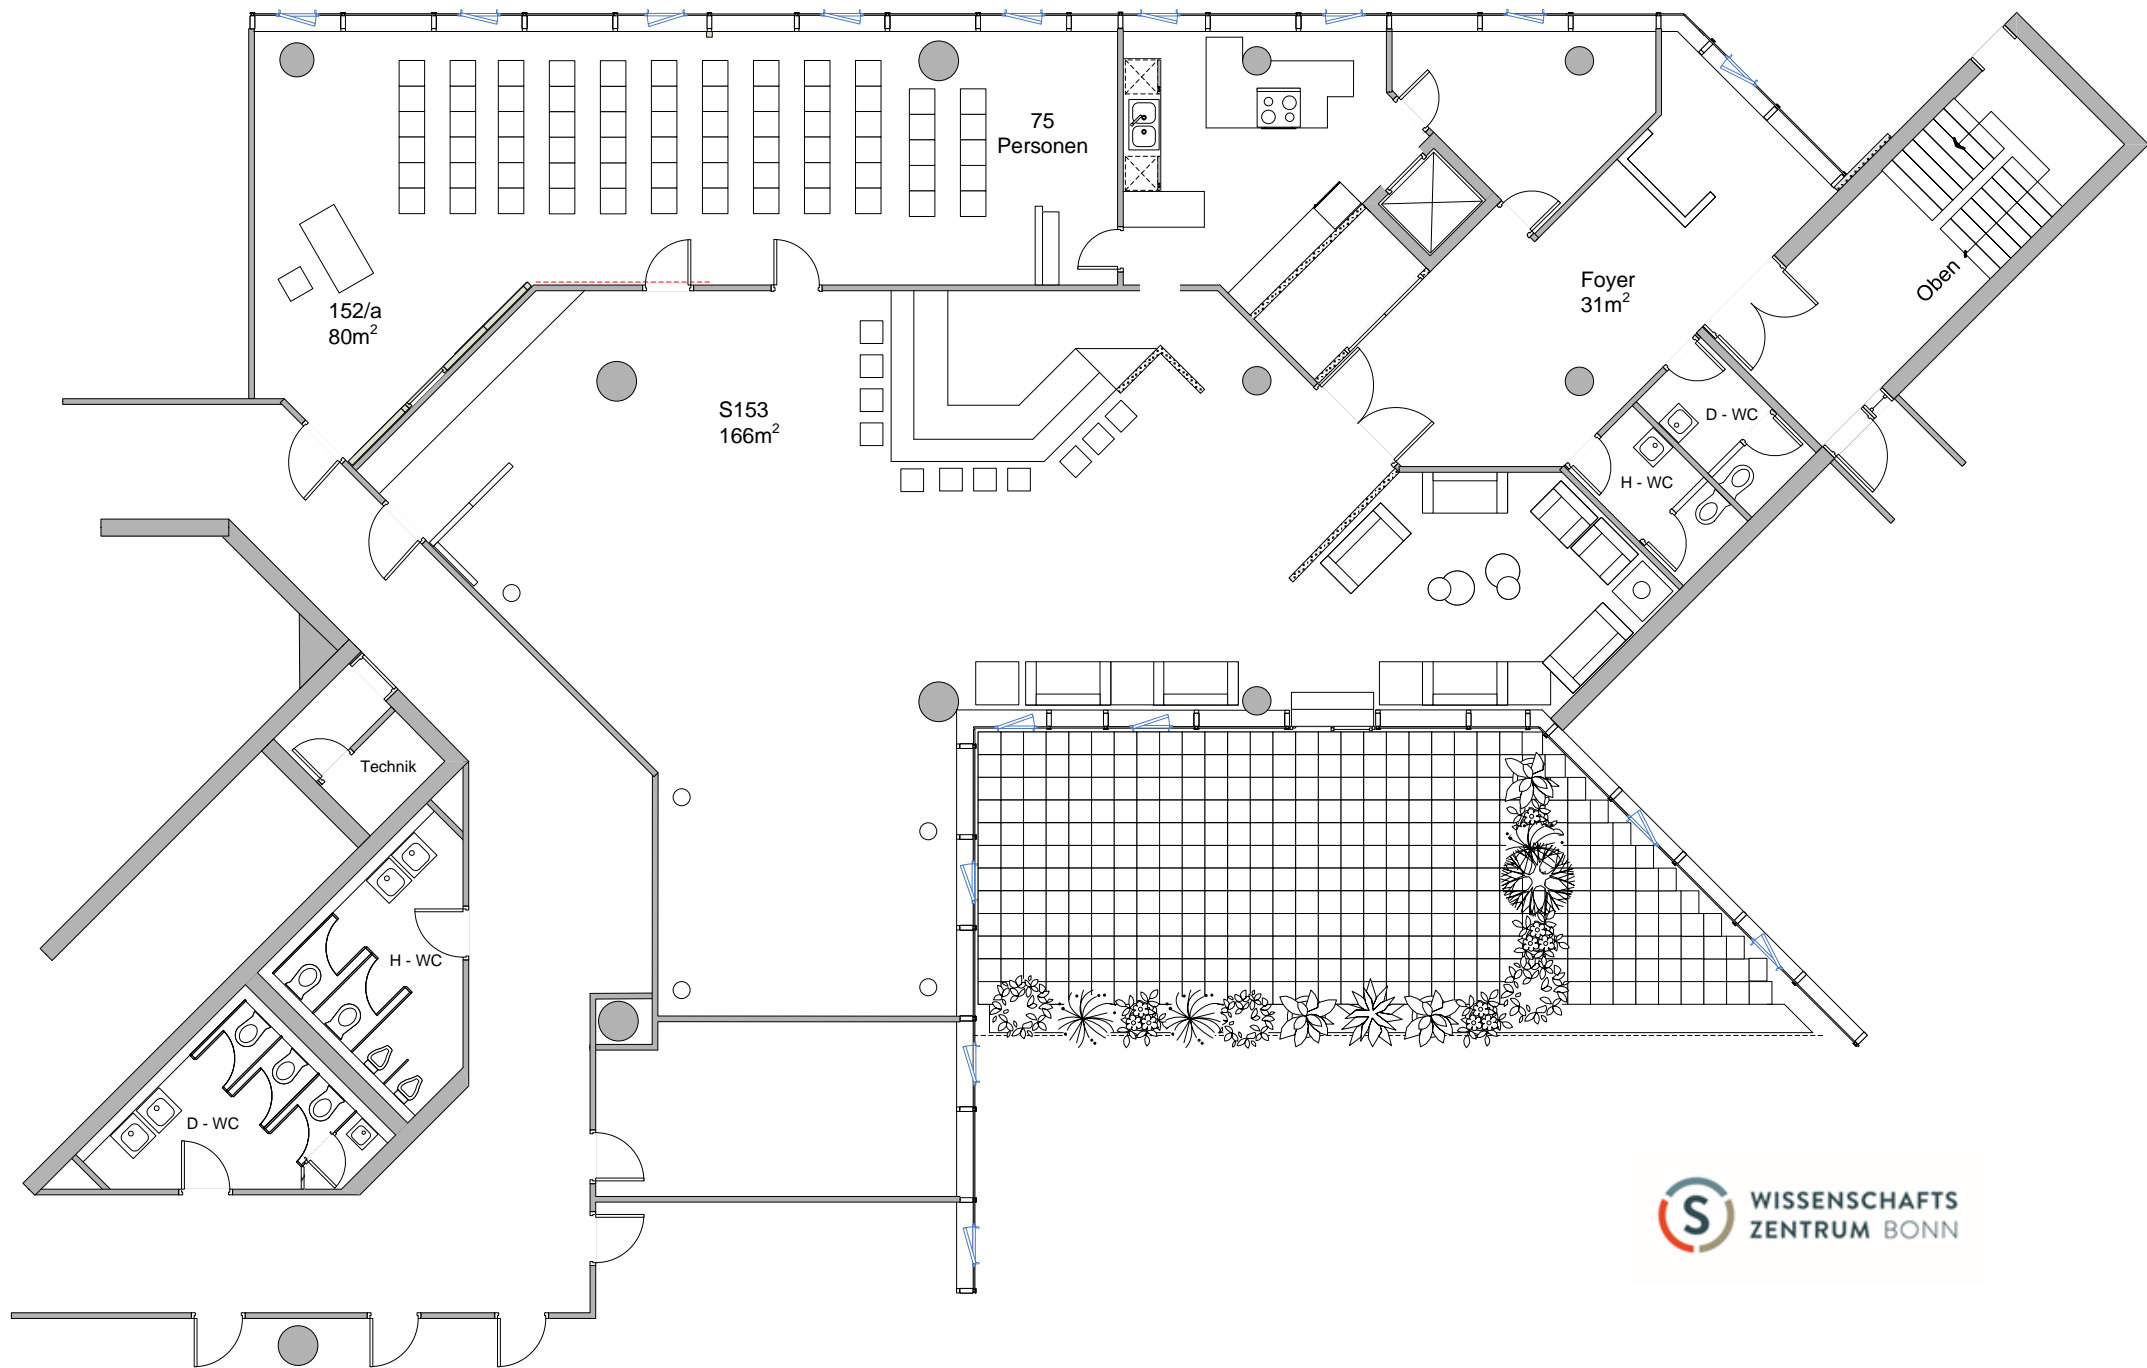 75
Personen
152/a
80m²
S153
166m²
Foyer
31m²
Oben
D - WC
H - WC
Technik
H - WC
D - WC
S
WISSENSCHAFTS
ZENTRUM BONN